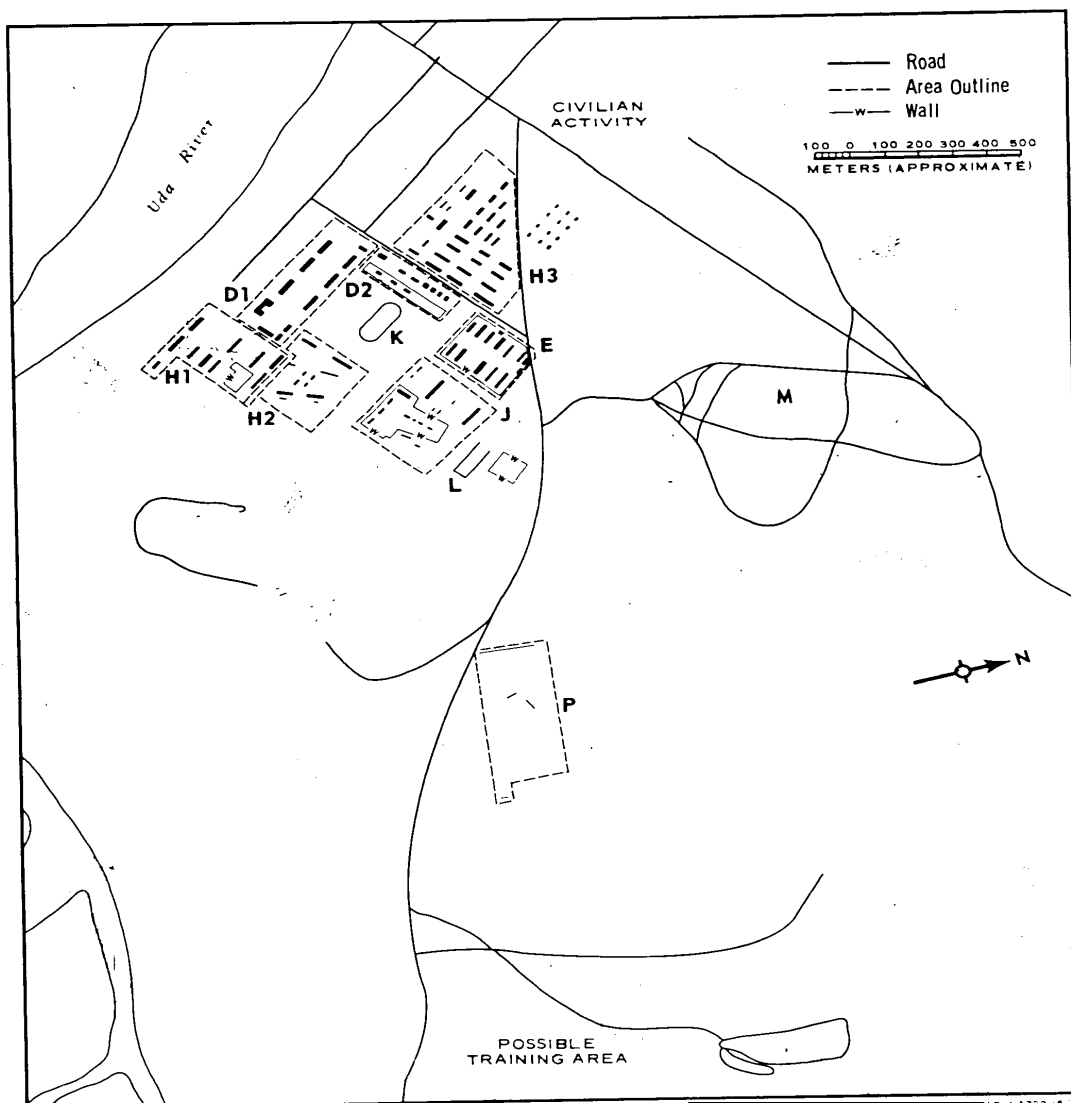 Road
Area Outline
W Wall
100 0 100 200 300 400 500
METERS (APPROXIMATE)
CIVILIAN
ACTIVITY
Uda River
H3
D1
D2
K
E
H1
W
W
H2
J
W
W
W
L
W
W
M
N
P
POSSIBLE
TRAINING AREA